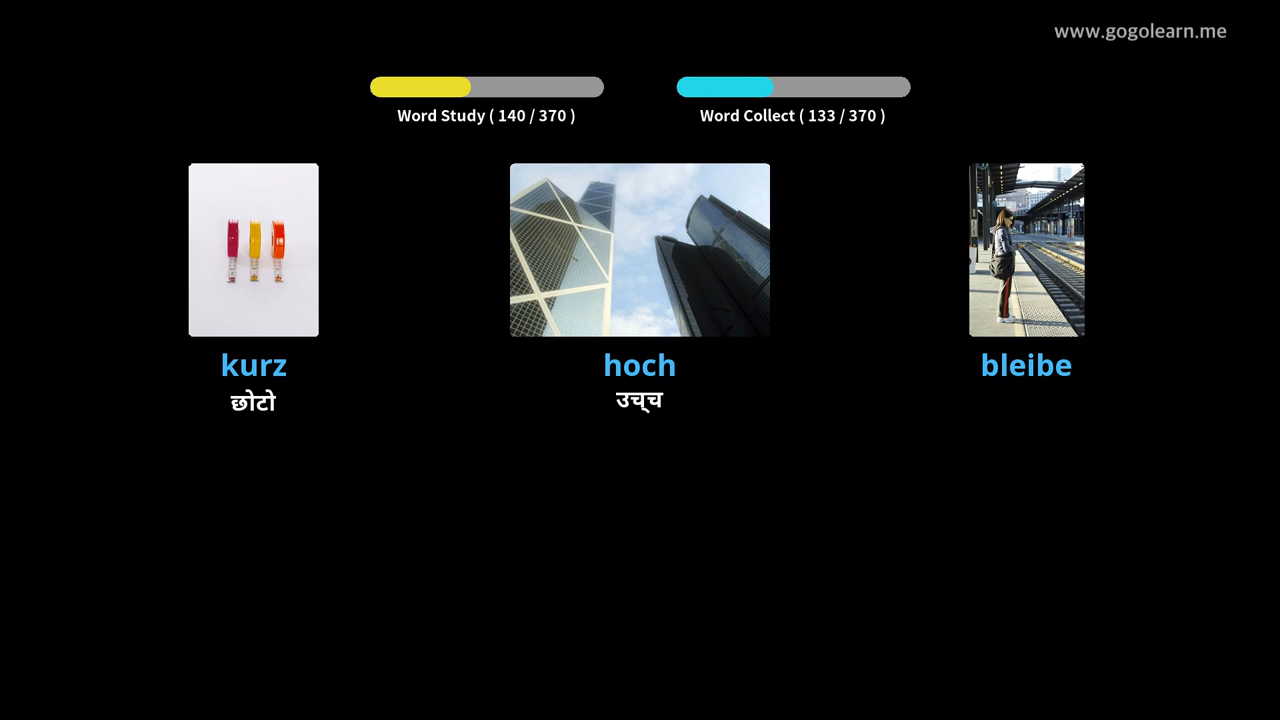 www.gogolearn.me
Word Study ( 140 / 370 )
Word Collect ( 133 / 370 )
kurz
hoch
bleibe
छोटो
उच्च